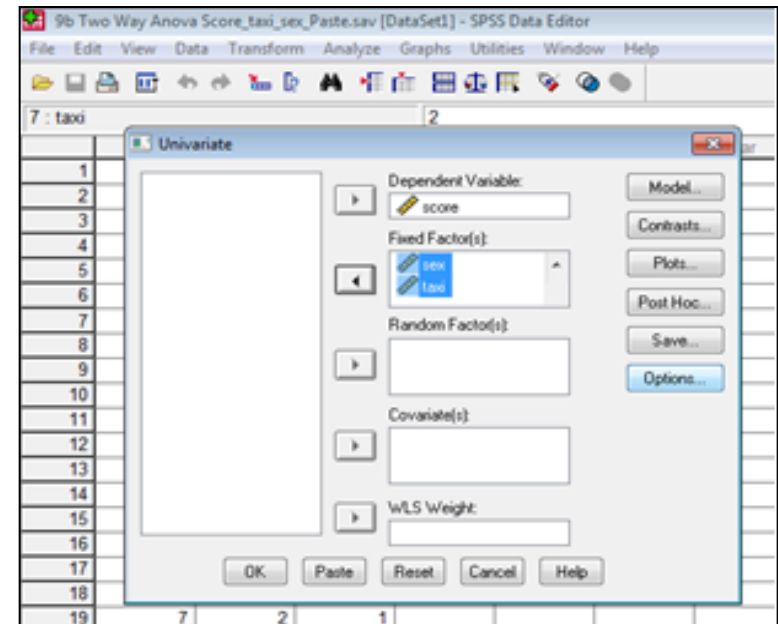 9b Two Way Anova Score_taxi_sex_Paste.sav [DataSet1] - SPSS Data Editor
File Edit View Data Transform Analyze Graphs Utilities Window Help
7 : taxi 2
Univariate
ar
1
2
3
4
5
6
7
8
9
10
11
12
13
14
15
16
17
18
19 7 2 1
Dependent Variable:
score
Fixed Factor(s):
sex
taxi
Random Factor(s):
Covariate(s):
WLS Weight:
Model...
Contrasts...
Plots...
Post Hoc...
Save...
Options...
OK Paste Reset Cancel Help